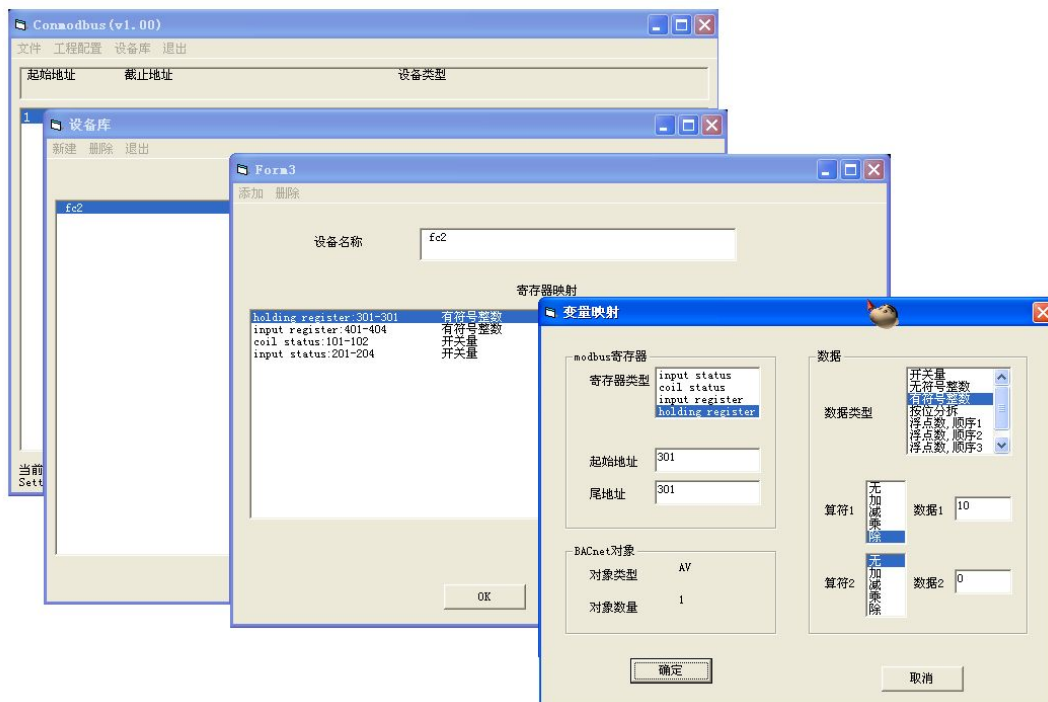 Conmodbus(v1.00)
文件 工程配置 设备库 退出
起始地址 截止地址 设备类型
1
设备库
新建 删除 退出
fc2
Form3
添加 删除
设备名称 fc2
寄存器映射
holding register:301-301 有符号整数
input register:401-404 有符号整数
coil status:101-102 开关量
input status:201-204 开关量
OK
当前
Sett
变量映射
modbus寄存器
寄存器类型
input status
coil status
input register
holding register
起始地址 301
尾地址 301
BACnet对象
对象类型 AV
对象数量 1
数据
数据类型
开关量
无符号整数
有符号整数
按位分拆
浮点数,顺序1
浮点数,顺序2
浮点数,顺序3
算符1
无
加
减
乘
除
数据1 10
算符2
无
加
减
乘
除
数据2 0
确定
取消